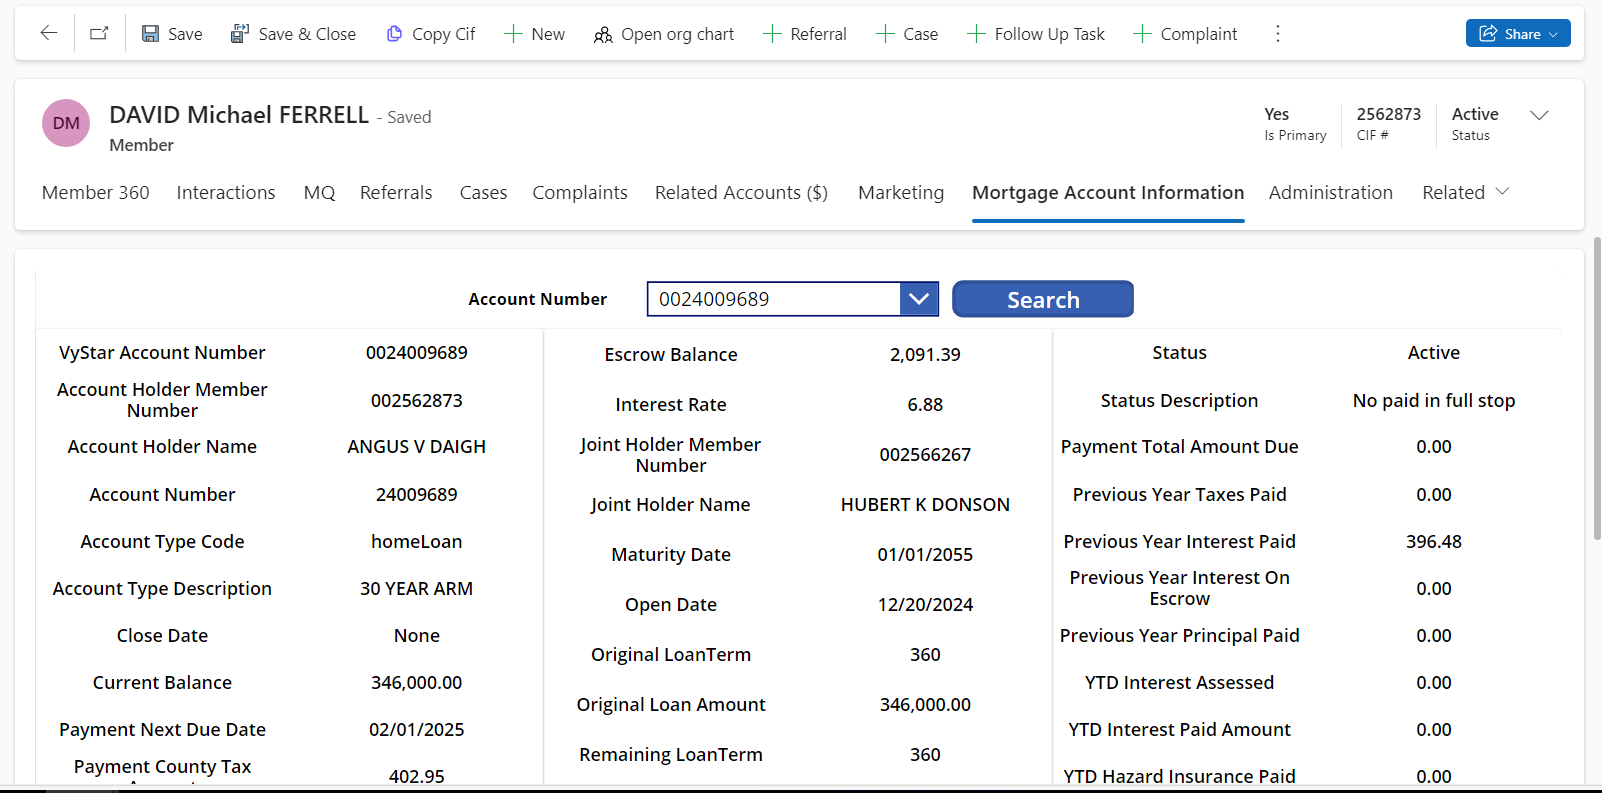 Save
Save & Close
Copy Cif
New
Open org chart
Referral
Case
Follow Up Task
Complaint
Share
DM
DAVID Michael FERRELL - Saved
Member
Yes
Is Primary
2562873
CIF #
Active
Status
Member 360
Interactions
MQ
Referrals
Cases
Complaints
Related Accounts ($)
Marketing
Mortgage Account Information
Administration
Related
Account Number
0024009689
Search
VyStar Account Number
0024009689
Account Holder Member
Number
002562873
Account Holder Name
ANGUS V DAIGH
Account Number
24009689
Account Type Code
homeLoan
Account Type Description
30 YEAR ARM
Close Date
None
Current Balance
346,000.00
Payment Next Due Date
02/01/2025
Payment County Tax
402.95
Escrow Balance
2,091.39
Interest Rate
6.88
Joint Holder Member
Number
002566267
Joint Holder Name
HUBERT K DONSON
Maturity Date
01/01/2055
Open Date
12/20/2024
Original LoanTerm
360
Original Loan Amount
346,000.00
Remaining LoanTerm
360
Status
Active
Status Description
No paid in full stop
Payment Total Amount Due
0.00
Previous Year Taxes Paid
0.00
Previous Year Interest Paid
396.48
Previous Year Interest On
Escrow
0.00
Previous Year Principal Paid
0.00
YTD Interest Assessed
0.00
YTD Interest Paid Amount
0.00
YTD Hazard Insurance Paid
0.00